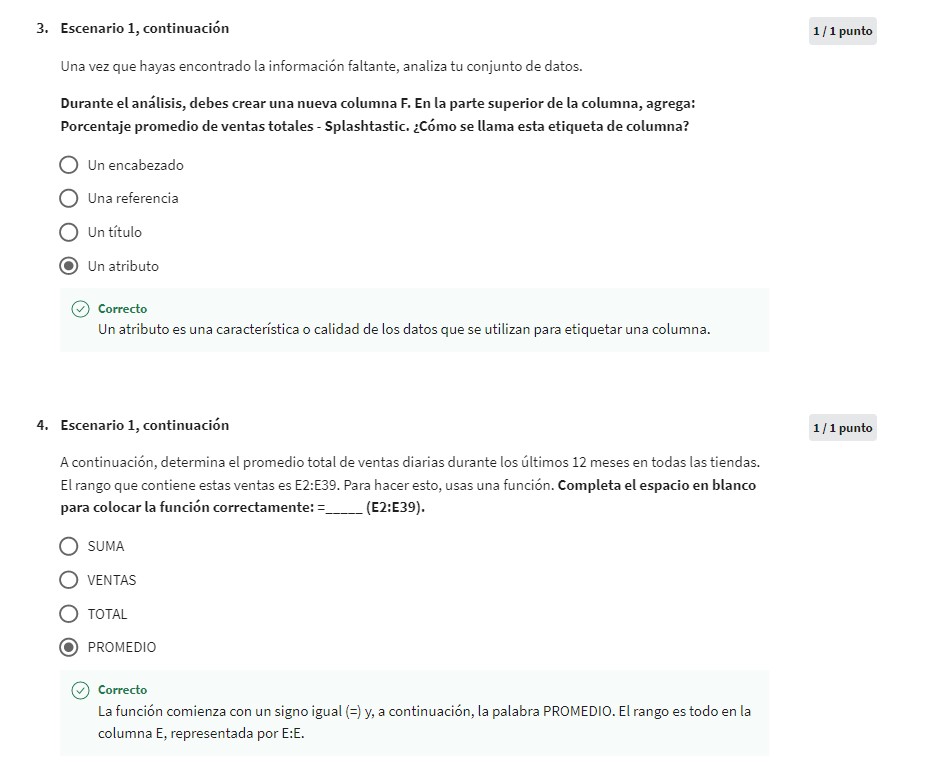 3. Escenario 1, continuación
1 / 1 punto
Una vez que hayas encontrado la información faltante, analiza tu conjunto de datos.
Durante el análisis, debes crear una nueva columna F. En la parte superior de la columna, agrega:
Porcentaje promedio de ventas totales - Splashtastic. ¿Cómo se llama esta etiqueta de columna?
Un encabezado
Una referencia
Un título
Un atributo
Correcto
Un atributo es una característica o calidad de los datos que se utilizan para etiquetar una columna.
4. Escenario 1, continuación
1 / 1 punto
A continuación, determina el promedio total de ventas diarias durante los últimos 12 meses en todas las tiendas.
El rango que contiene estas ventas es E2:E39. Para hacer esto, usas una función. Completa el espacio en blanco
para colocar la función correctamente: =_____ (E2:E39).
SUMA
VENTAS
TOTAL
PROMEDIO
Correcto
La función comienza con un signo igual (=) y, a continuación, la palabra PROMEDIO. El rango es todo en la
columna E, representada por E:E.